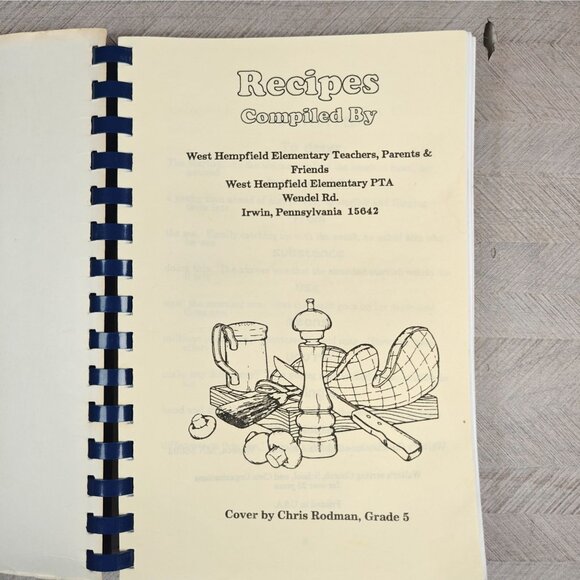 Recipes
Compiled By
West Hempfield Elementary Teachers, Parents &
Friends
West Hempfield Elementary PTA
Wendel Rd.
Irwin, Pennsylvania 15642
Cover by Chris Rodman, Grade 5